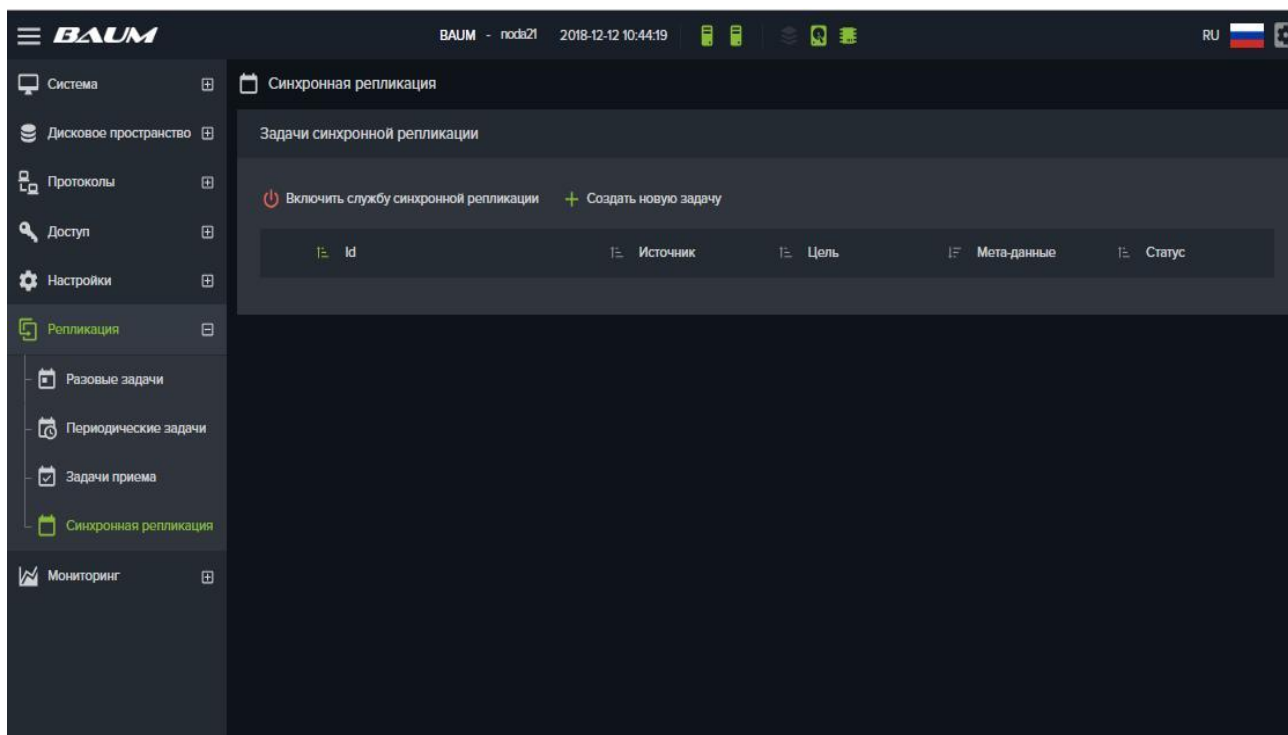 BAUM BAUM - noda21 2018-12-12 10:44:19 RU
Система
Дисковое пространство
Протоколы
Доступ
Настройки
Репликация
Разовые задачи
Периодические задачи
Задачи приема
Синхронная репликация
Мониторинг
Синхронная репликация
Задачи синхронной репликации
Включить службу синхронной репликации Создать новую задачу
Id Источник Цель Мета-данные Статус